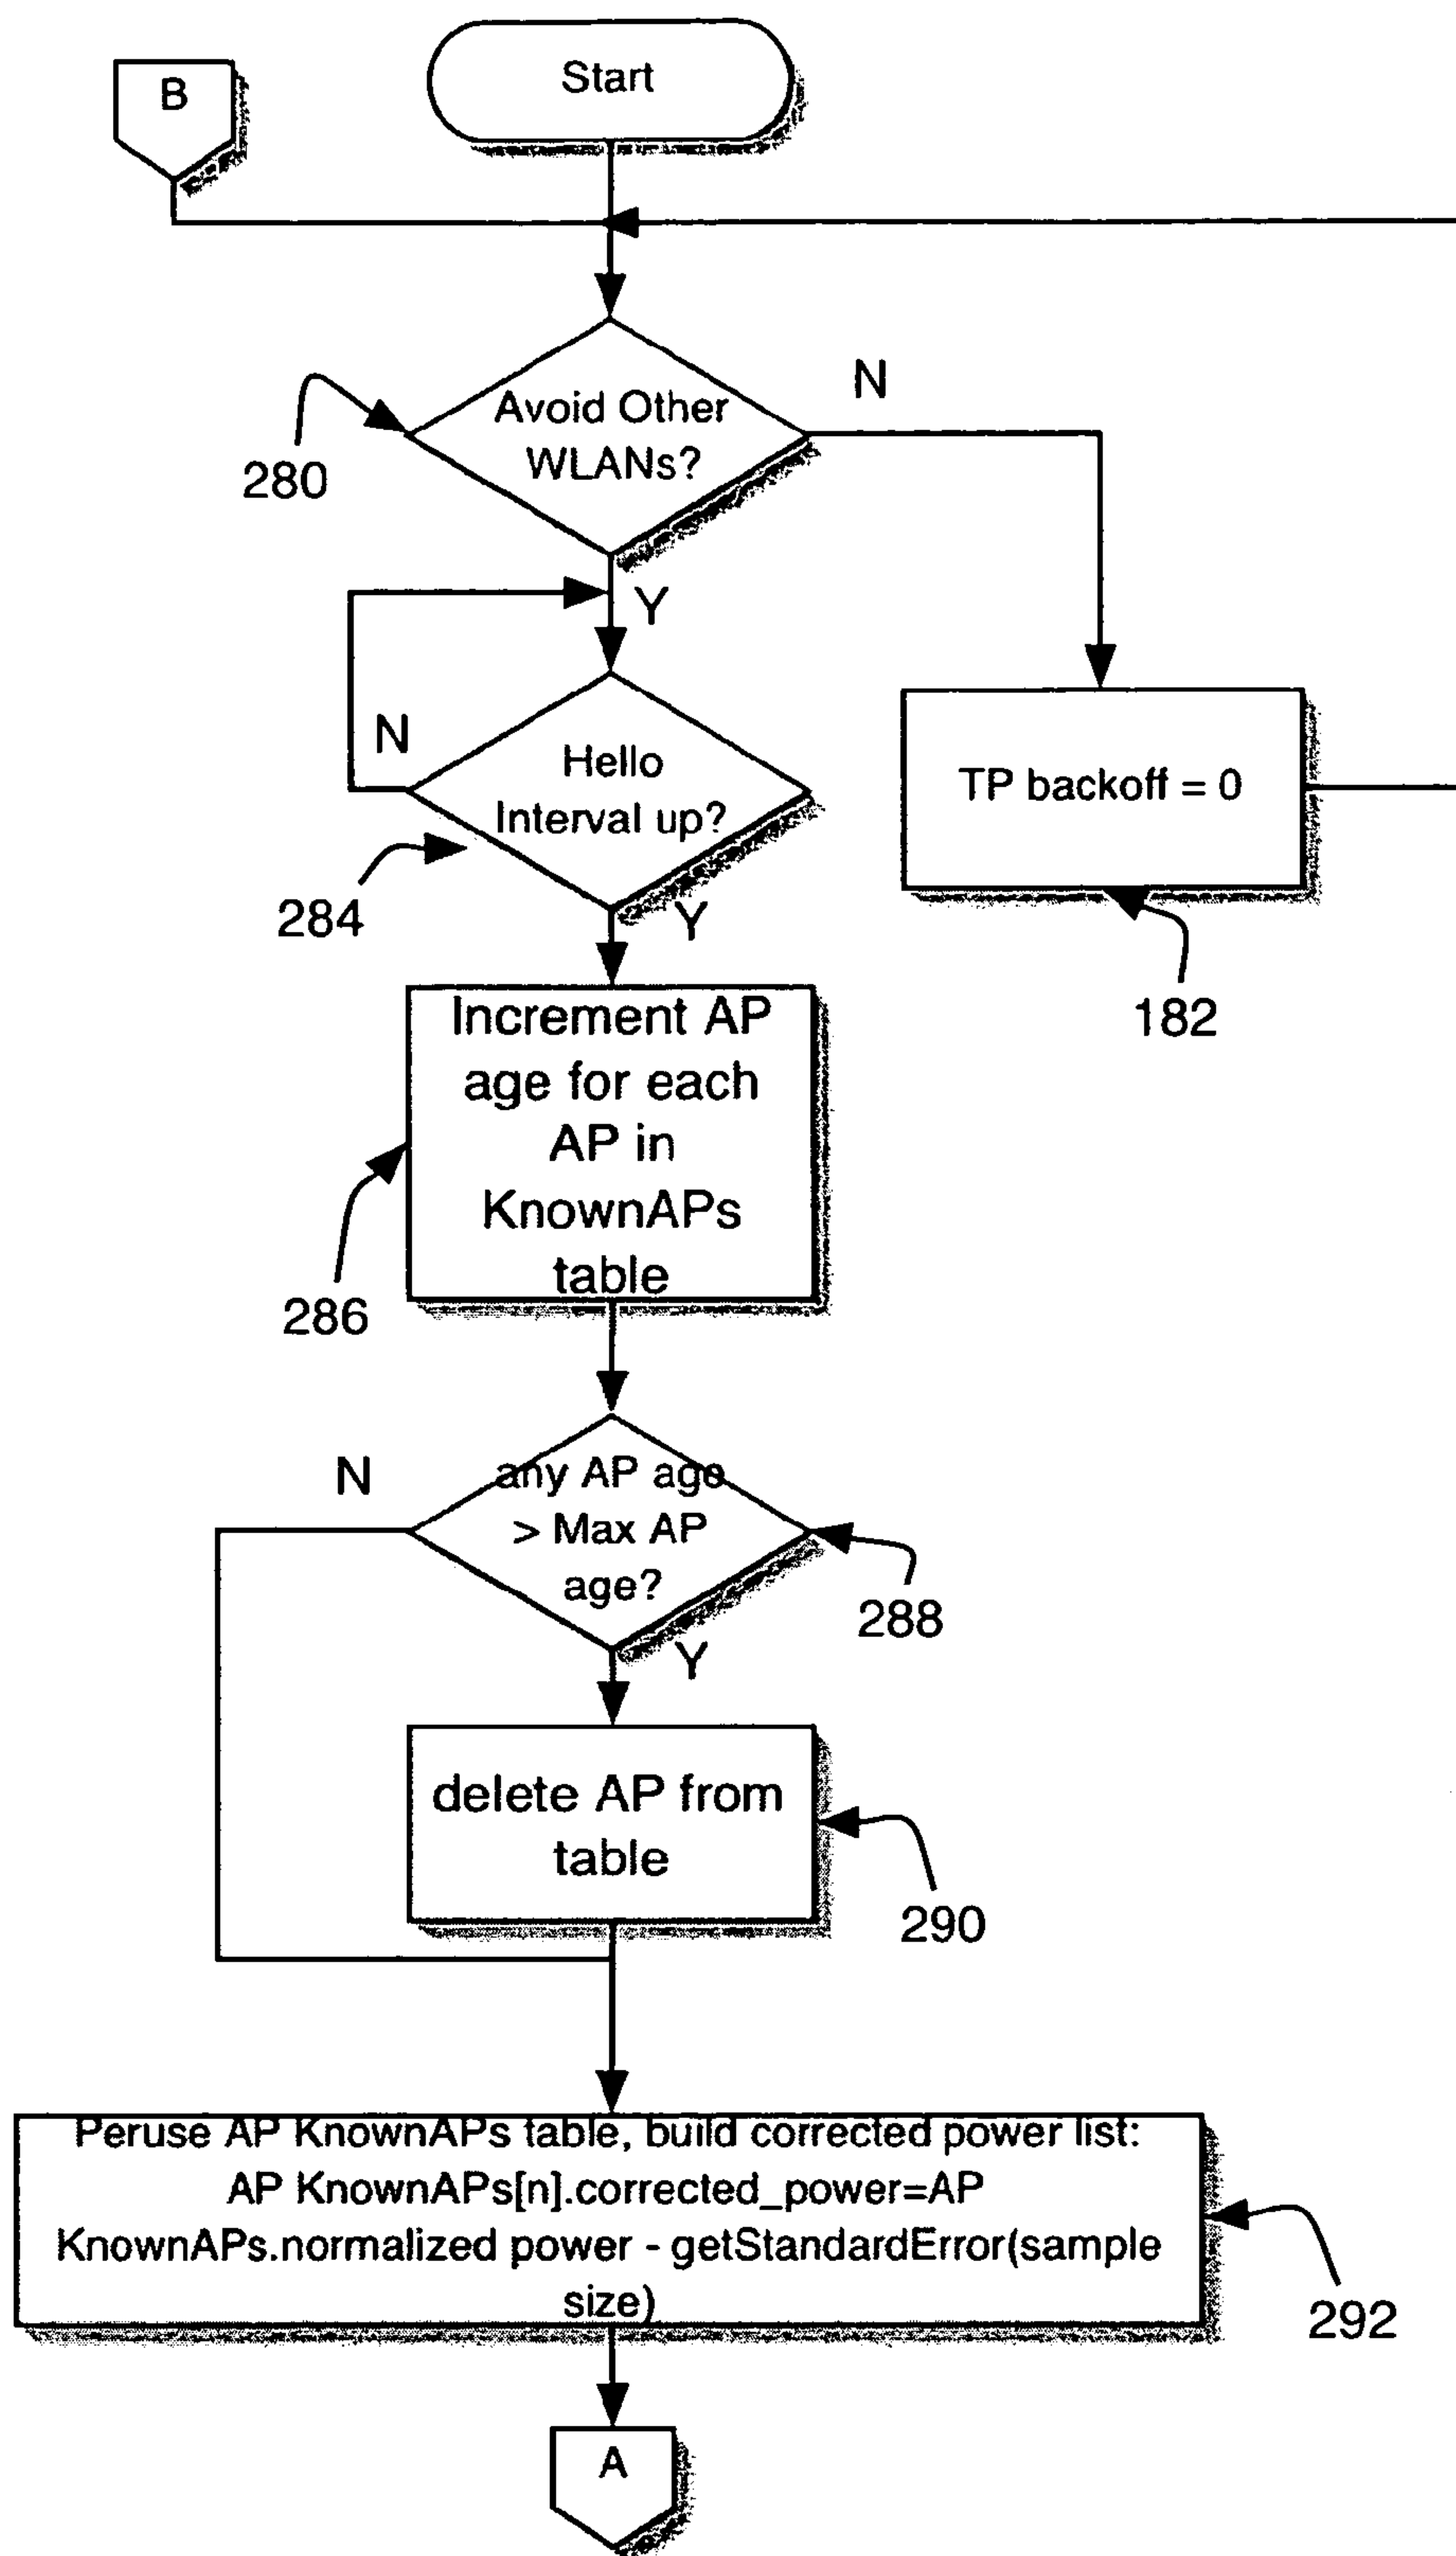 B
Start
Avoid Other
WLANs?
N
280
Y
N
Hello
Interval up?
284
TP backoff = 0
182
Y
Increment AP
age for each
AP in
KnownAPs
table
286
N
any AP age
> Max AP
age?
288
Y
delete AP from
table
290
Peruse AP KnownAPs table, build corrected power list:
AP KnownAPs[n].corrected_power=AP
KnownAPs.normalized power - getStandardError(sample
size)
292
A